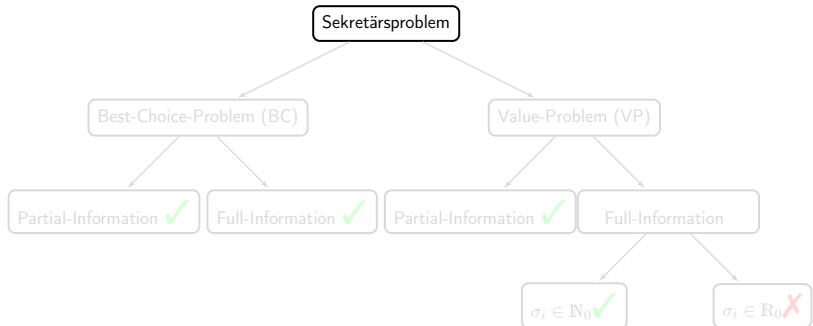 Sekretärsproblem
Best-Choice-Problem (BC)
Value-Problem (VP)
Partial-Information ✓
Full-Information ✓
Partial-Information ✓
Full-Information
σᵢ ∈ ℕ₀ ✓
σᵢ ∈ ℝ₀ ✗